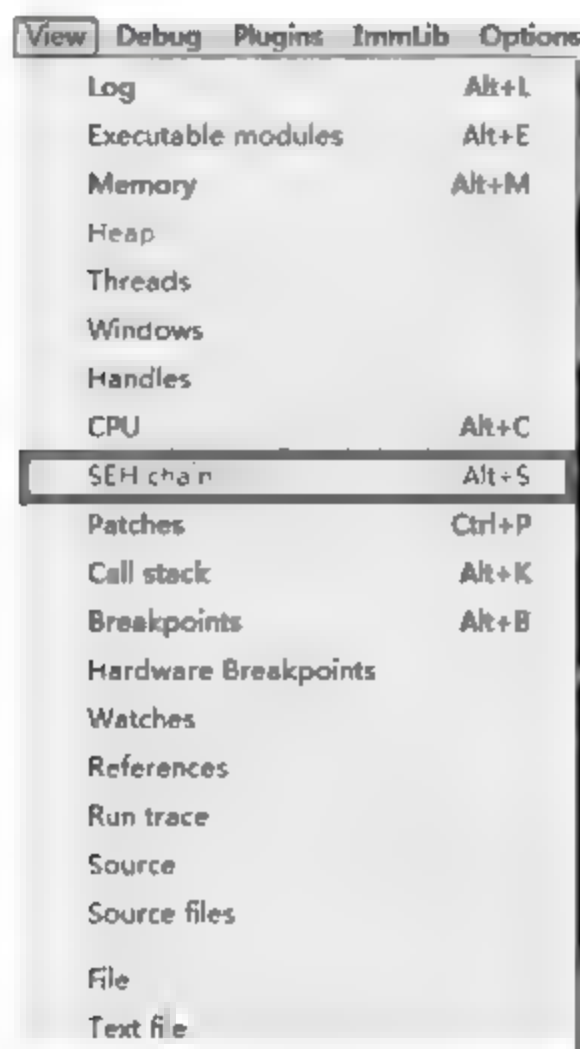 View Debug Plugins ImmLib Options
Log Alt+L
Executable modules Alt+E
Memory Alt+M
Heap
Threads
Windows
Handles
CPU Alt+C
SEH chain Alt+S
Patches Ctrl+P
Call stack Alt+K
Breakpoints Alt+B
Hardware Breakpoints
Watches
References
Run trace
Source
Source files
File
Text file